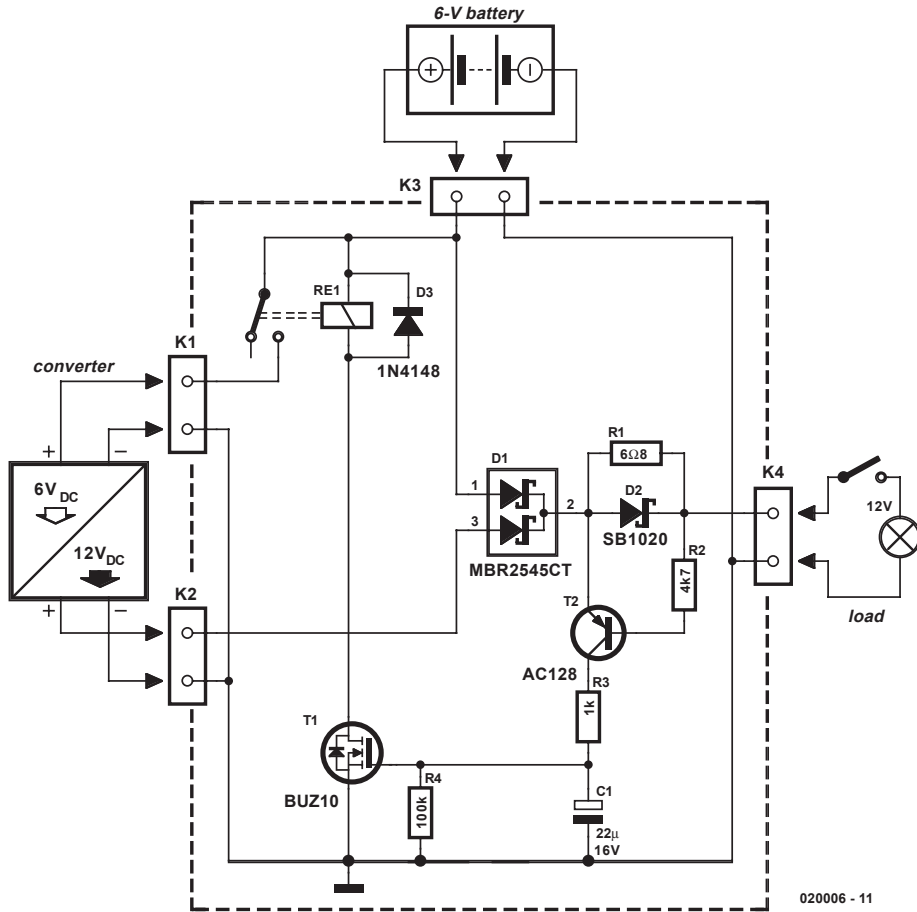 6-V battery
+
−
K3
RE1
D3
1N4148
K1
converter
+
−
6V DC
12V DC
+
−
K2
D1
1
3
2
MBR2545CT
R1
6Ω8
D2
SB1020
R2
4k7
K4
12V
load
T2
AC128
R3
1k
T1
BUZ10
R4
100k
C1
22µ
16V
020006 - 11